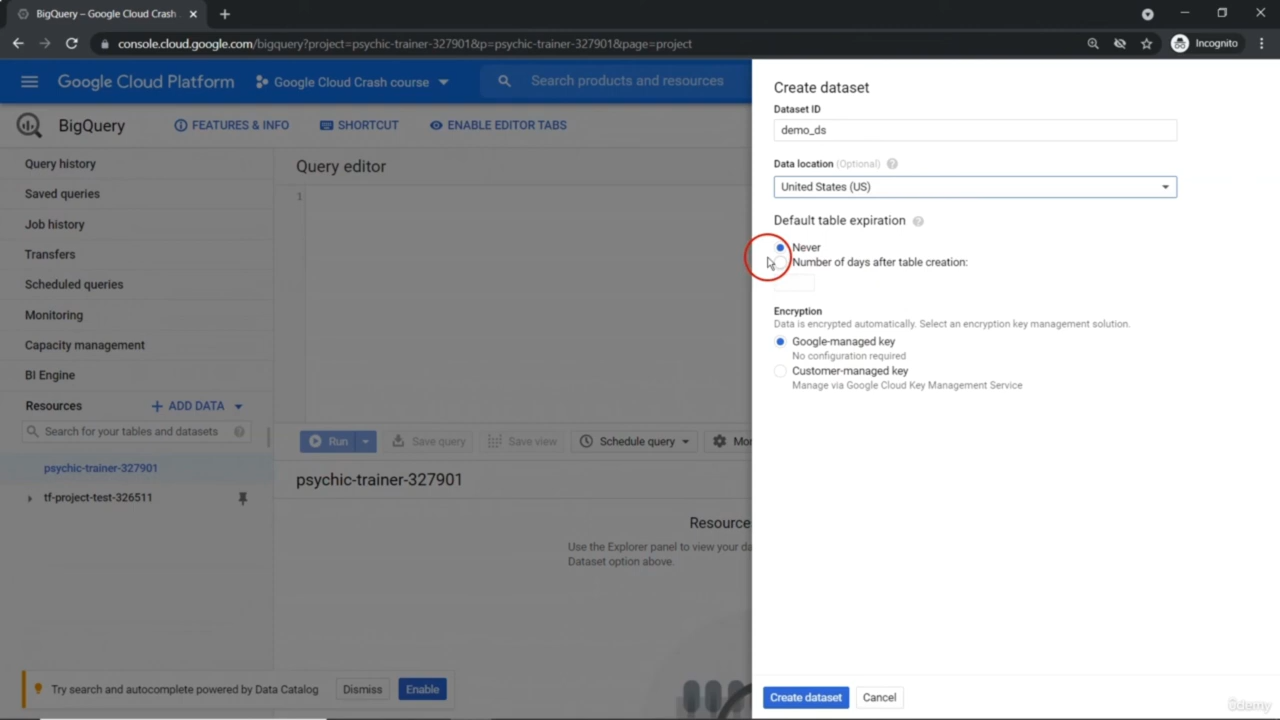 BigQuery – Google Cloud Crash
console.cloud.google.com/bigquery?project=psychic-trainer-327901&p=psychic-trainer-327901&page=project
Incognito
Google Cloud Platform
Google Cloud Crash course
Search products and resources
BigQuery
FEATURES & INFO
SHORTCUT
ENABLE EDITOR TABS
Query history
Saved queries
Job history
Transfers
Scheduled queries
Monitoring
Capacity management
BI Engine
Resources
ADD DATA
Search for your tables and datasets
psychic-trainer-327901
tf-project-test-326511
Query editor
1
Run
Save query
Save view
Schedule query
Mor
psychic-trainer-327901
Resource
Use the Explorer panel to view your da
Dataset option above.
Try search and autocomplete powered by Data Catalog
Dismiss
Enable
Create dataset
Dataset ID
demo_ds
Data location (Optional)
United States (US)
Default table expiration
Never
Number of days after table creation:
Encryption
Data is encrypted automatically. Select an encryption key management solution.
Google-managed key
No configuration required
Customer-managed key
Manage via Google Cloud Key Management Service
Create dataset
Cancel
ûdemy